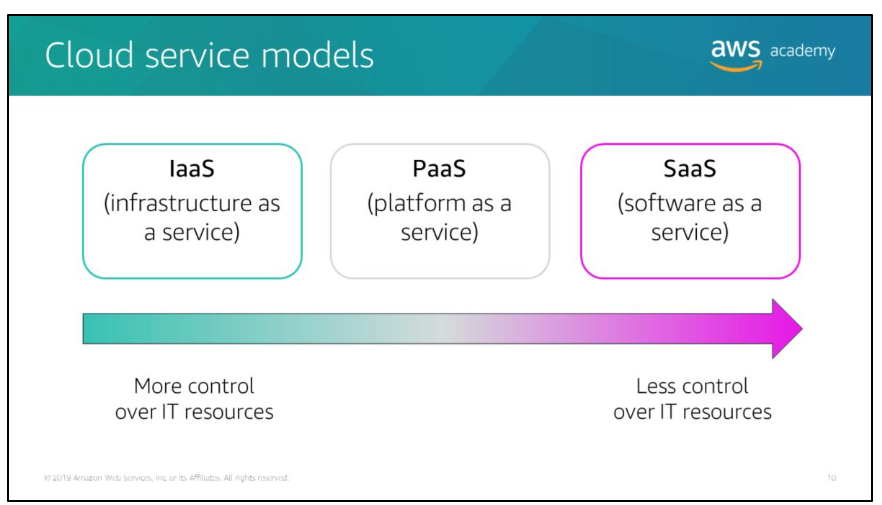 Cloud service models
aws academy
IaaS
(infrastructure as
a service)
PaaS
(platform as a
service)
SaaS
(software as a
service)
More control
over IT resources
Less control
over IT resources
© 2019 Amazon Web Services, Inc. or its Affiliates. All rights reserved.
10